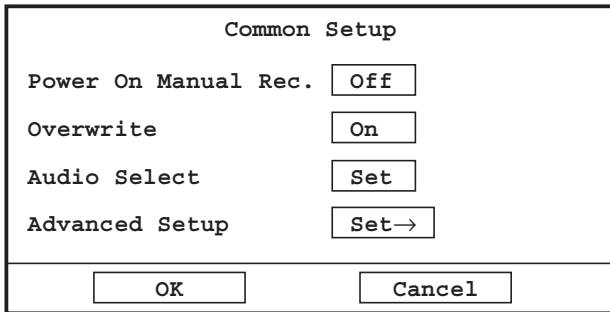 Common Setup
Power On Manual Rec. Off
Overwrite On
Audio Select Set
Advanced Setup Set→
OK Cancel